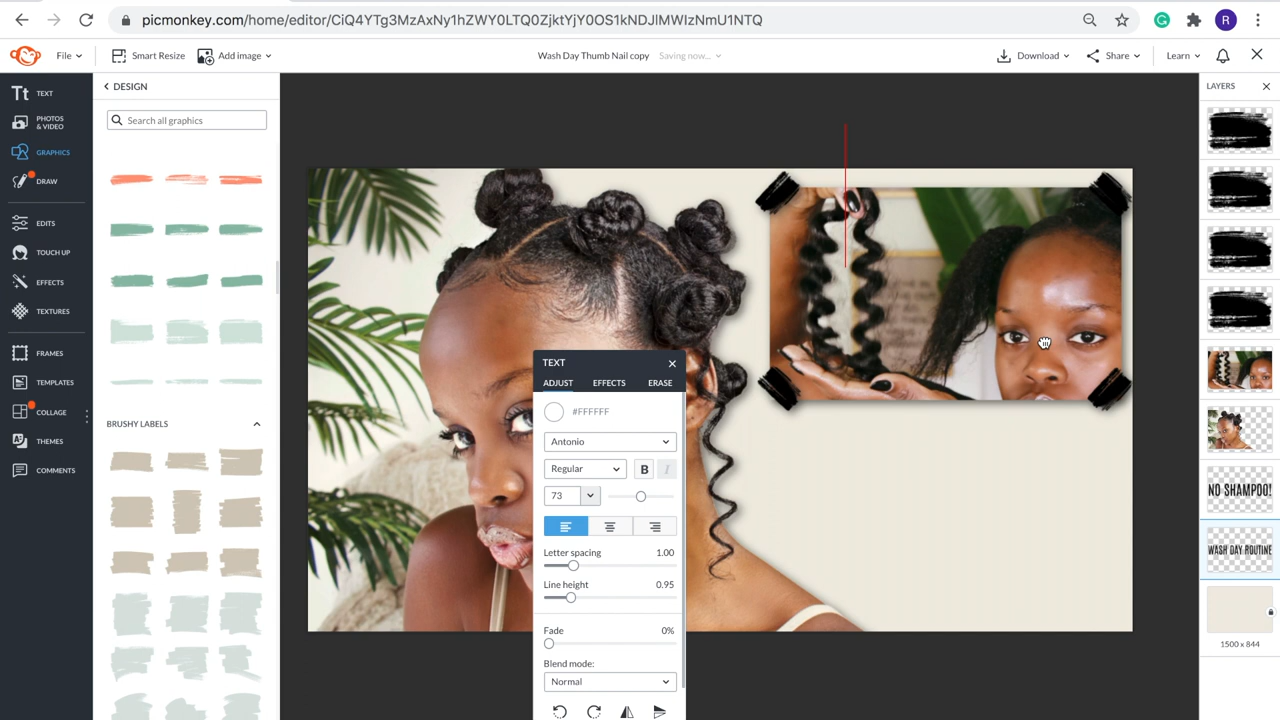 picmonkey.com/home/editor/CiQ4YTg3MzAxNy1hZWY0LTQ0ZjktYjY0OS1kNDJlMWIzNmU1NTQ
R
File
Smart Resize
Add image
Wash Day Thumb Nail copy
Saving now...
Download
Share
Learn
Tt TEXT
PHOTOS & VIDEO
GRAPHICS
DRAW
EDITS
TOUCH UP
EFFECTS
TEXTURES
FRAMES
TEMPLATES
COLLAGE
THEMES
COMMENTS
DESIGN
Search all graphics
BRUSHY LABELS
TEXT
ADJUST EFFECTS ERASE
#FFFFFF
Antonio
Regular B I
73
Letter spacing 1.00
Line height 0.95
Fade 0%
Blend mode:
Normal
LAYERS
NO SHAMPOO!
WASH DAY ROUTINE
1500 x 844